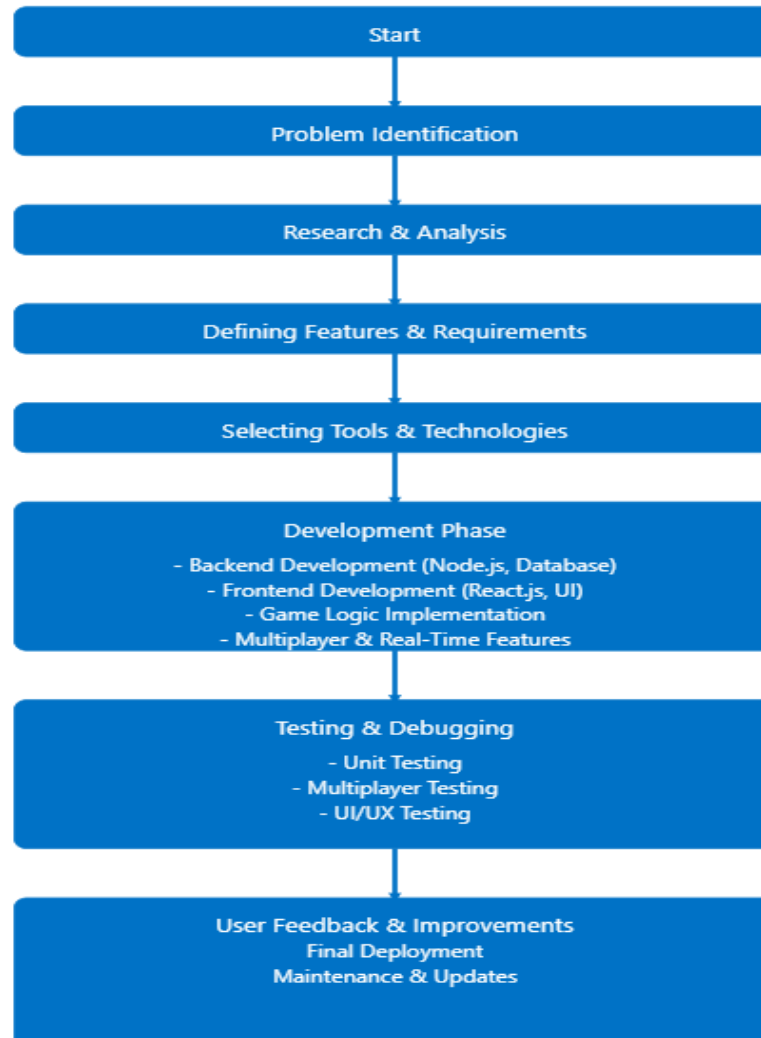 Start
Problem Identification
Research & Analysis
Defining Features & Requirements
Selecting Tools & Technologies
Development Phase
- Backend Development (Node.js, Database)
- Frontend Development (React.js, UI)
- Game Logic Implementation
- Multiplayer & Real-Time Features
Testing & Debugging
- Unit Testing
- Multiplayer Testing
- UI/UX Testing
User Feedback & Improvements
Final Deployment
Maintenance & Updates